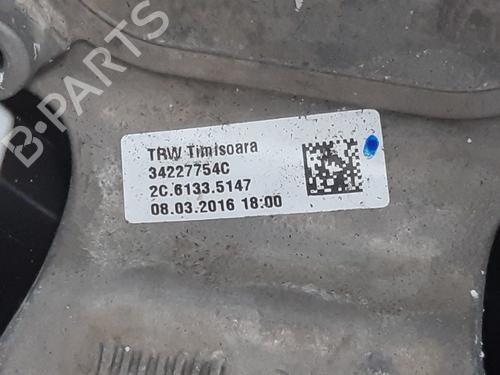 B-PARTS
TRW Timisoara
34227754C
2C.6133.5147
08.03.2016 18:00